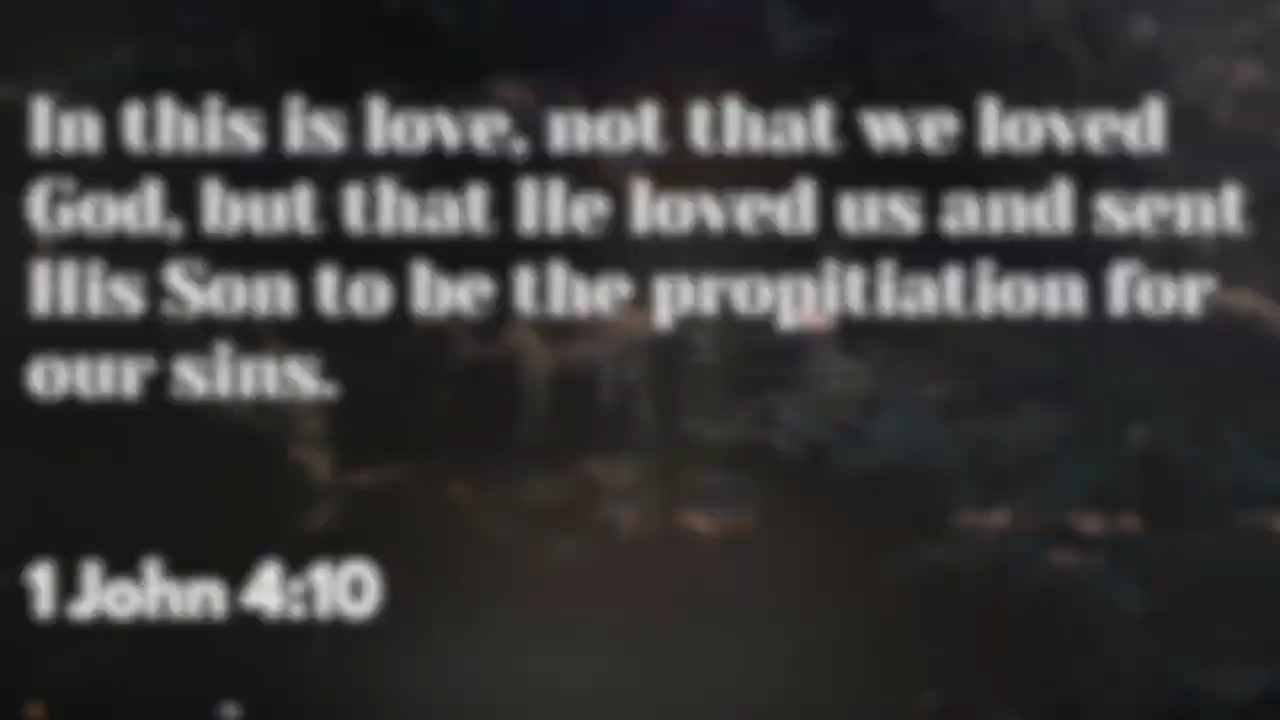 In this is love, not that we loved
God, but that He loved us and sent
His Son to be the propitiation for
our sins.
1 John 4:10